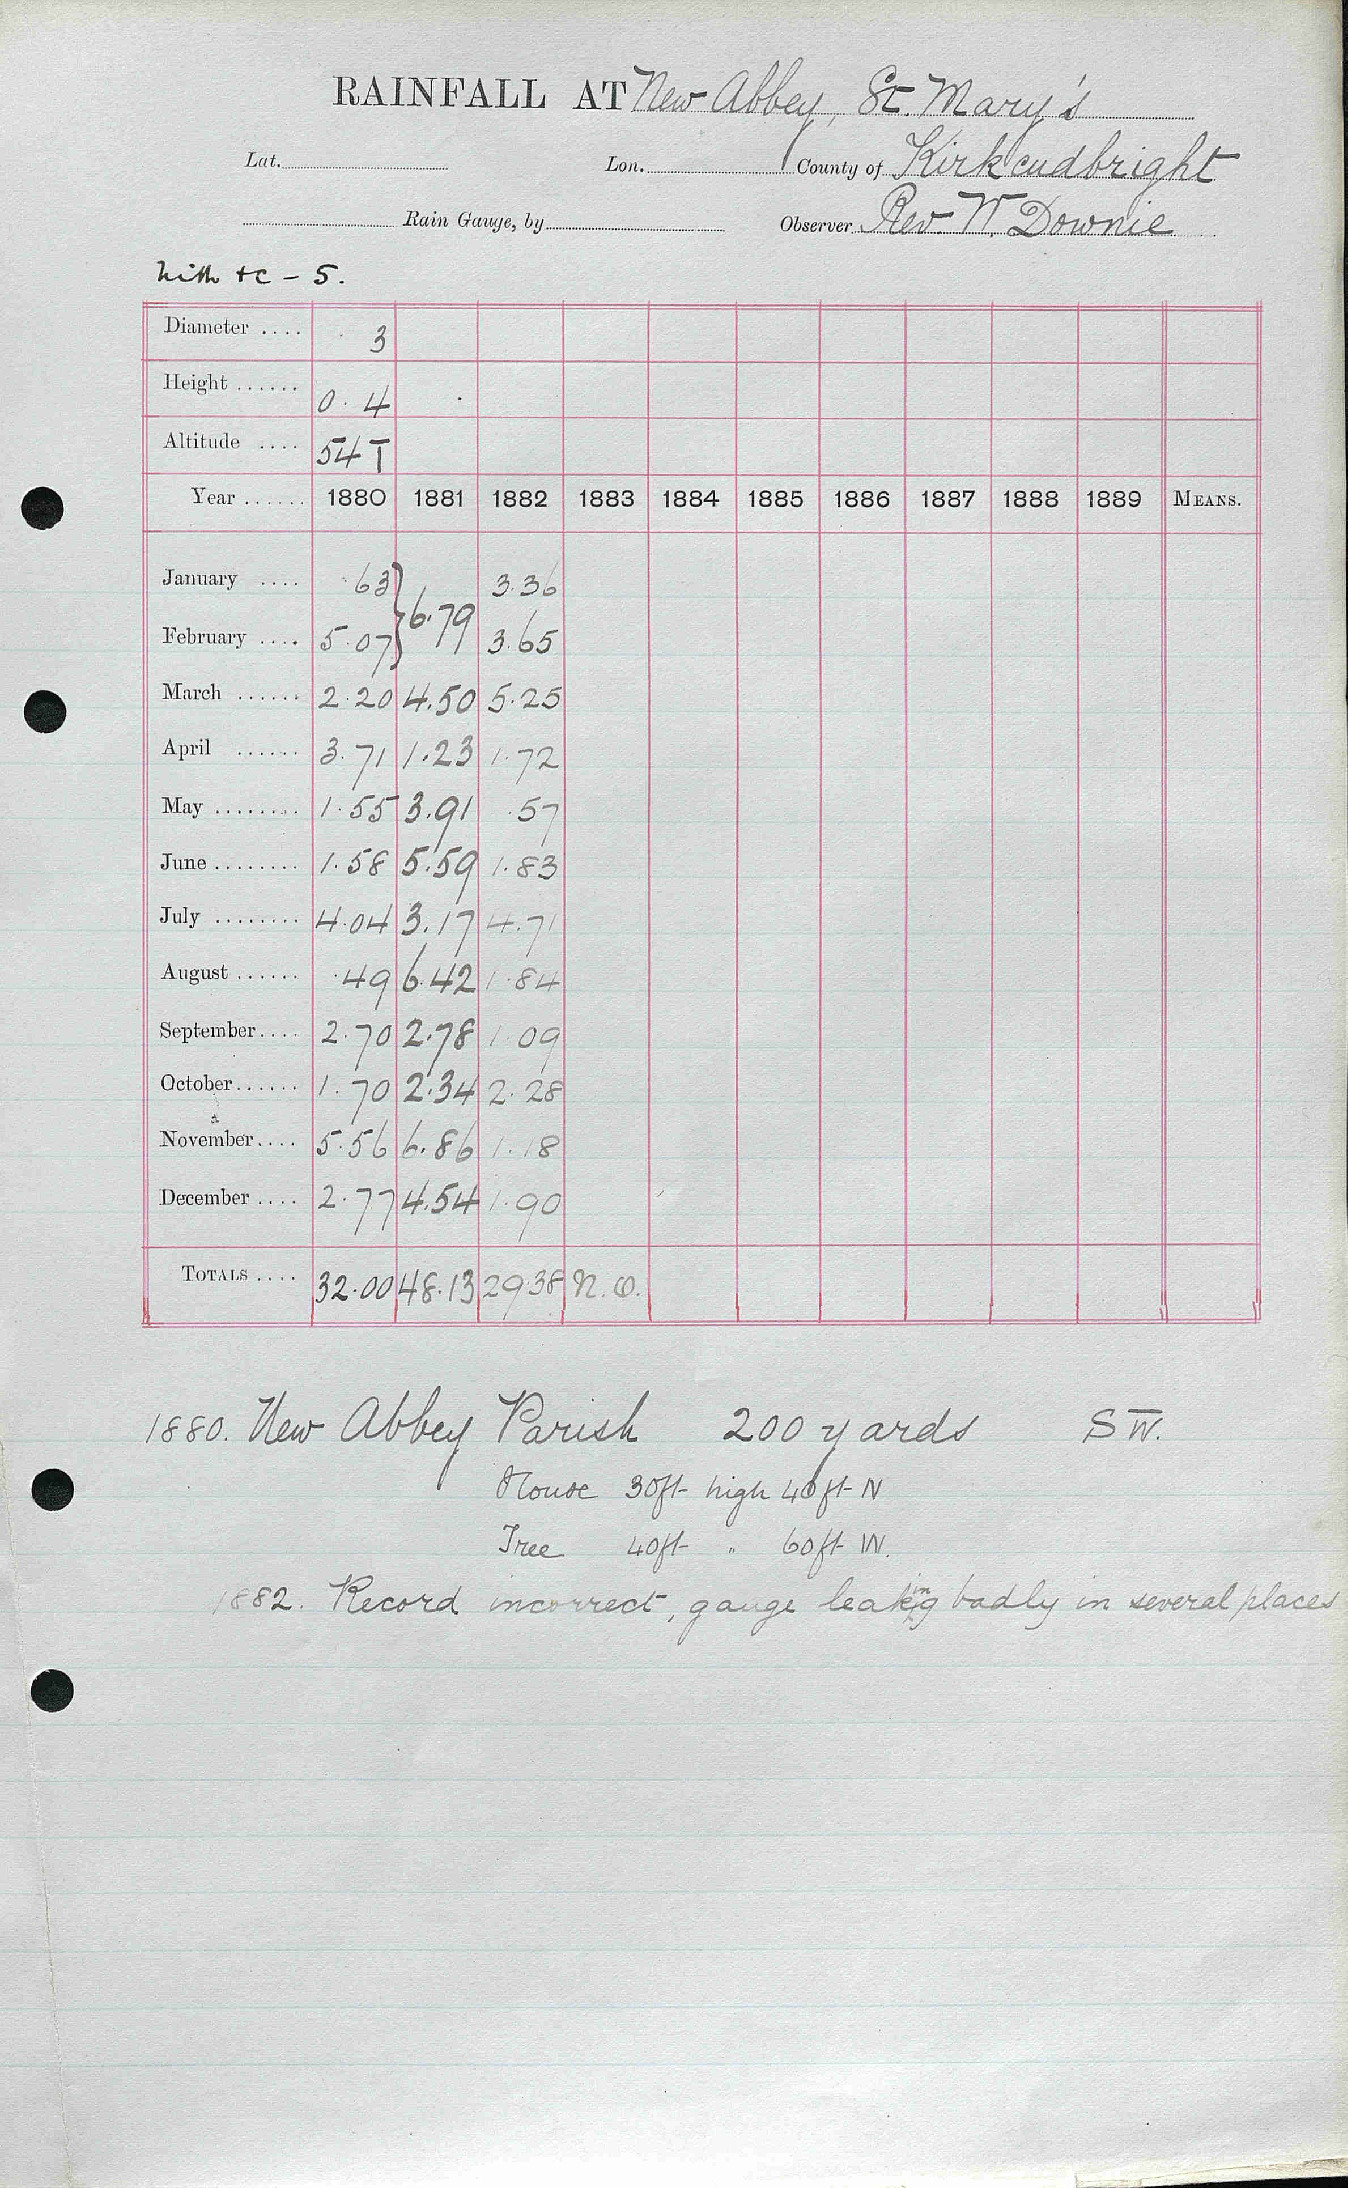 RAINFALL AT New Abbey, St. Mary's
Lat. Lon. County of Kirkcudbright
Rain Gauge, by Observer Rev. W. Downie
Nith &c - 5.
Diameter .... 3
Height ...... 0. 4
Altitude .... 54 T
Year ...... 1880 1881 1882 1883 1884 1885 1886 1887 1888 1889 MEANS.
January .... .63 } 6.79 3.36
February .... 5.07 3.65
March ...... 2.20 4.50 5.25
April ...... 3.71 1.23 1.72
May ........ 1.55 3.91 .57
June ........ 1.58 5.59 1.83
July ........ 4.04 3.17 4.71
August ...... .49 6.42 1.84
September .... 2.70 2.78 1.09
October ...... 1.70 2.34 2.28
November .... 5.56 6.86 1.18
December .... 2.77 4.54 1.90
TOTALS .... 32.00 48.13 29.38 N.O.
1880. New Abbey Parish 200 yards SW.
House 30ft high 40ft N
Tree 40ft " 60ft W.
1882. Record incorrect, gauge leaking badly in several places